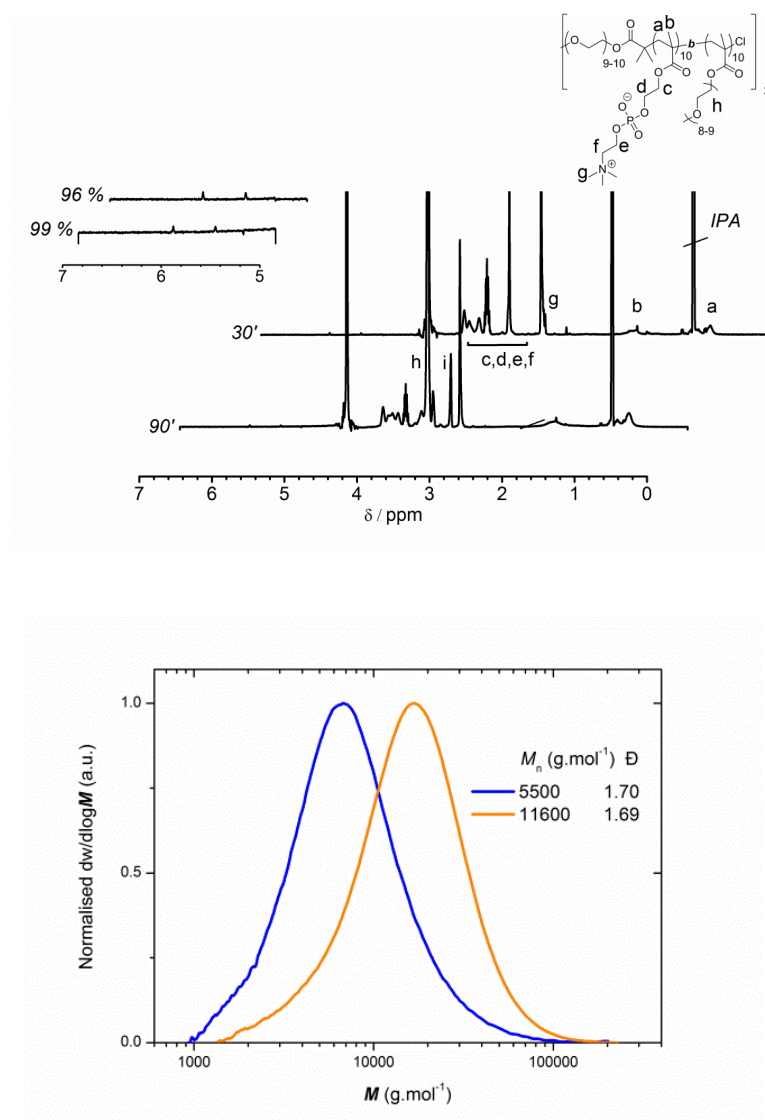 a b
O
O
O
b
Cl
9-10
10
10
O
O
O
O
d
c
h
O⊖
O
O
P
O
O
8-9
f
e
g
N⊕
96 %
99 %
7 6 5
IPA
g
b
a
30'
c,d,e,f
h
i
90'
7 6 5 4 3 2 1 0
δ / ppm
1.0
0.5
0.0
Normalised dw/dlogM (a.u.)
Mn (g.mol-1) Đ
5500 1.70
11600 1.69
1000 10000 100000
M (g.mol-1)